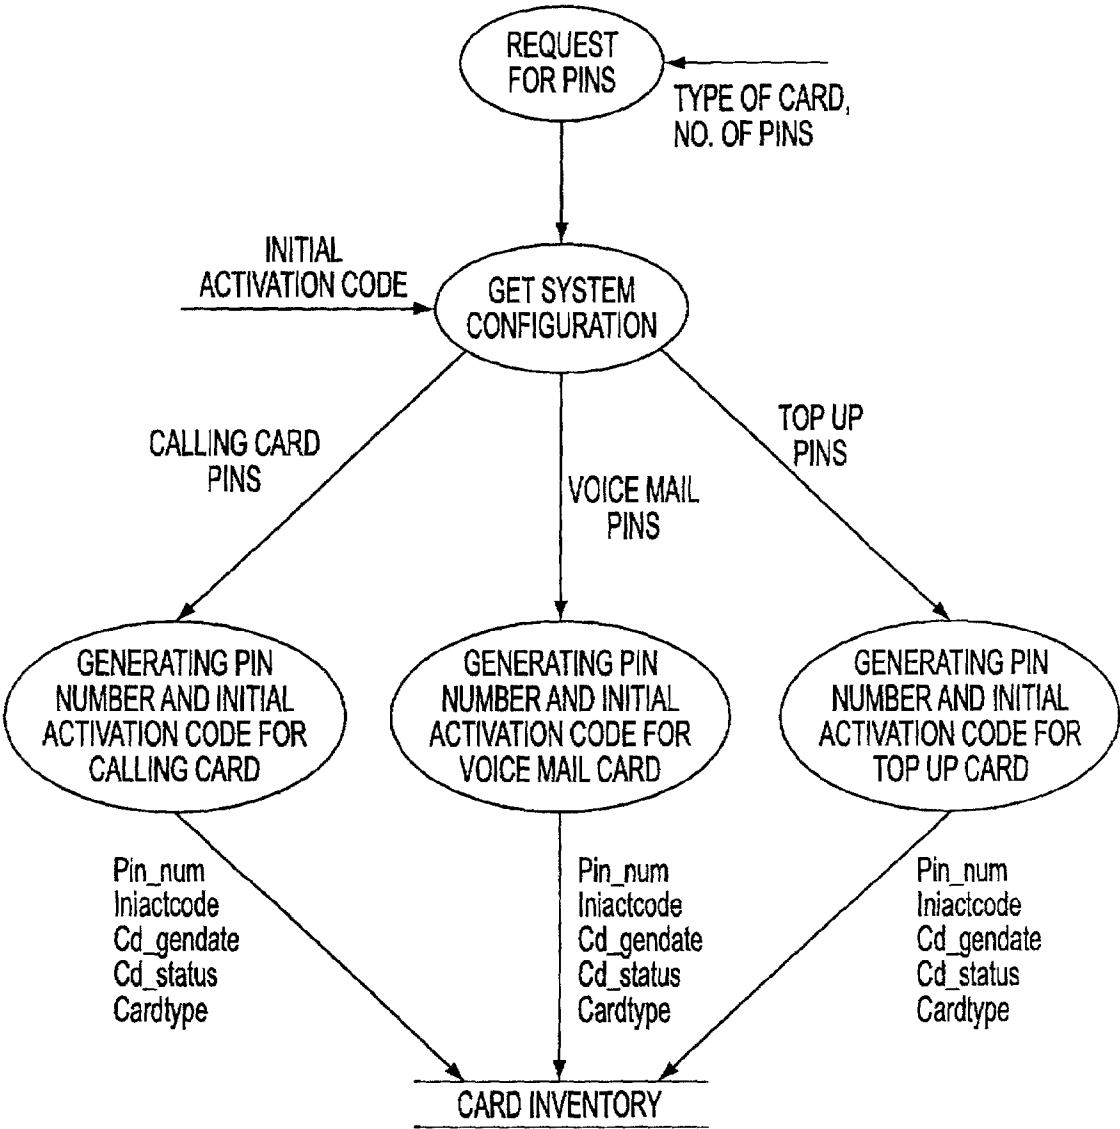 REQUEST
FOR PINS
TYPE OF CARD,
NO. OF PINS
INITIAL
ACTIVATION CODE
GET SYSTEM
CONFIGURATION
CALLING CARD
PINS
VOICE MAIL
PINS
TOP UP
PINS
GENERATING PIN
NUMBER AND INITIAL
ACTIVATION CODE FOR
CALLING CARD
GENERATING PIN
NUMBER AND INITIAL
ACTIVATION CODE FOR
VOICE MAIL CARD
GENERATING PIN
NUMBER AND INITIAL
ACTIVATION CODE FOR
TOP UP CARD
Pin_num
Iniactcode
Cd_gendate
Cd_status
Cardtype
Pin_num
Iniactcode
Cd_gendate
Cd_status
Cardtype
Pin_num
Iniactcode
Cd_gendate
Cd_status
Cardtype
CARD INVENTORY